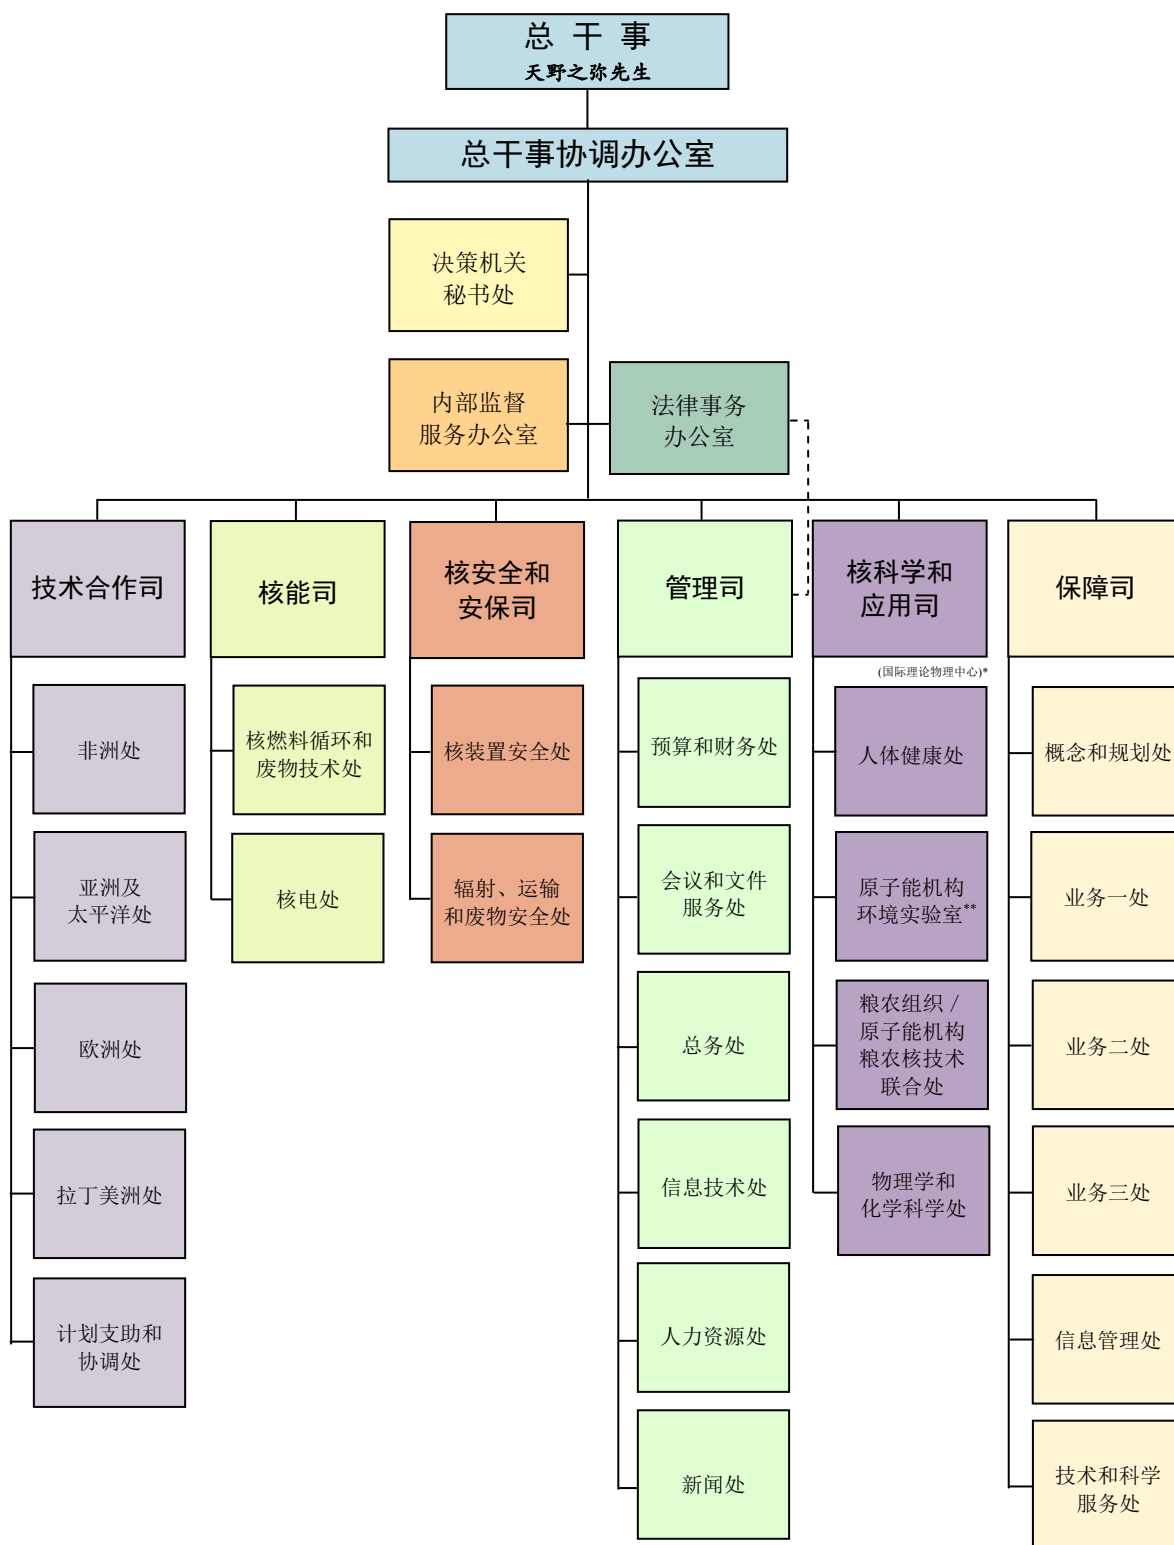 总 干 事
天野之弥先生
总干事协调办公室
决策机关
秘书处
内部监督
服务办公室
法律事务
办公室
技术合作司
核能司
核安全和
安保司
管理司
核科学和
应用司
保障司
(国际理论物理中心)*
非洲处
亚洲及
太平洋处
欧洲处
拉丁美洲处
计划支助和
协调处
核燃料循环和
废物技术处
核电处
核装置安全处
辐射、运输
和废物安全处
预算和财务处
会议和文件
服务处
总务处
信息技术处
人力资源处
新闻处
人体健康处
原子能机构
环境实验室**
粮农组织 /
原子能机构
粮农核技术
联合处
物理学和
化学科学处
概念和规划处
业务一处
业务二处
业务三处
信息管理处
技术和科学
服务处